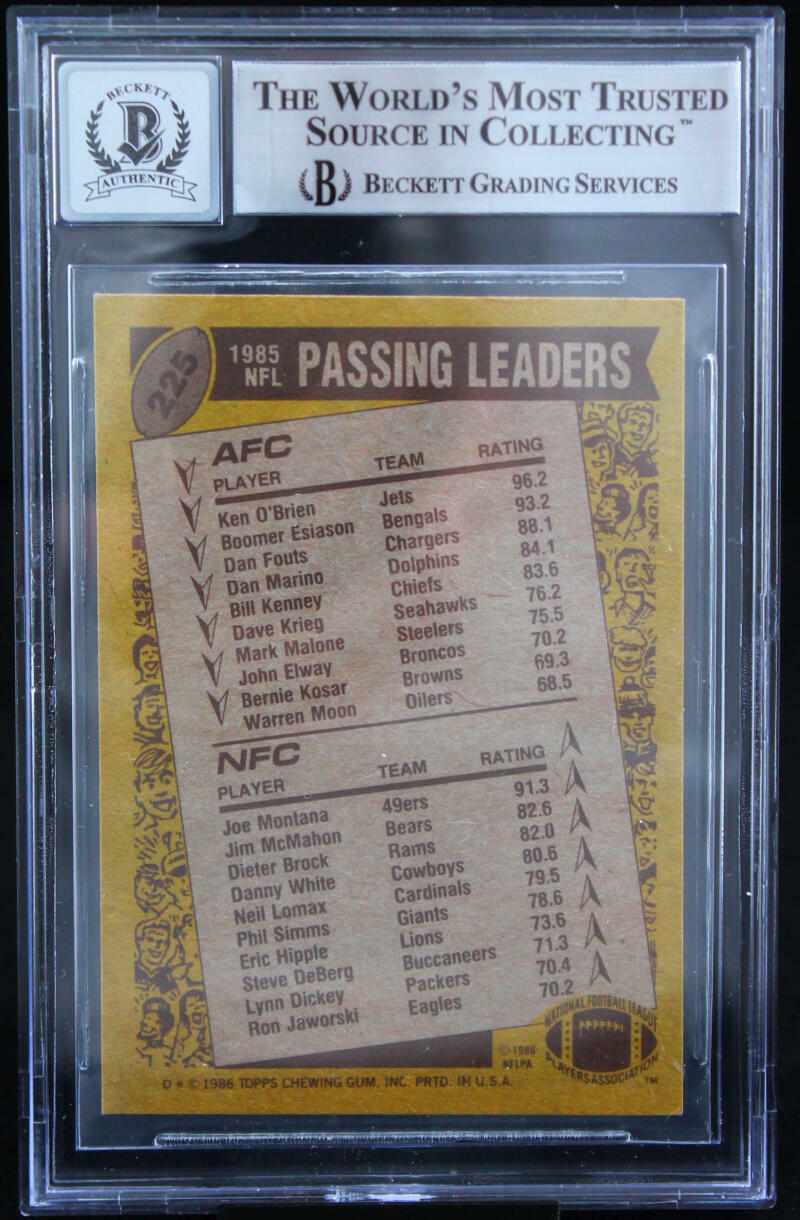 BECKETT
B
AUTHENTIC
THE WORLD'S MOST TRUSTED
SOURCE IN COLLECTING™
B BECKETT GRADING SERVICES
225
1985 NFL PASSING LEADERS
AFC
PLAYER TEAM RATING
Ken O'Brien Jets 96.2
Boomer Esiason Bengals 93.2
Dan Fouts Chargers 88.1
Dan Marino Dolphins 84.1
Bill Kenney Chiefs 83.6
Dave Krieg Seahawks 76.2
Mark Malone Steelers 75.5
John Elway Broncos 70.2
Bernie Kosar Browns 69.3
Warren Moon Oilers 68.5
NFC
PLAYER TEAM RATING
Joe Montana 49ers 91.3
Jim McMahon Bears 82.6
Dieter Brock Rams 82.0
Danny White Cowboys 80.6
Neil Lomax Cardinals 79.5
Phil Simms Giants 78.6
Eric Hipple Lions 73.6
Steve DeBerg Buccaneers 71.3
Lynn Dickey Packers 70.4
Ron Jaworski Eagles 70.2
NATIONAL FOOTBALL LEAGUE
PLAYERS ASSOCIATION ™
© 1986
NFLPA
D * © 1986 TOPPS CHEWING GUM, INC. PRTD. IN U.S.A.